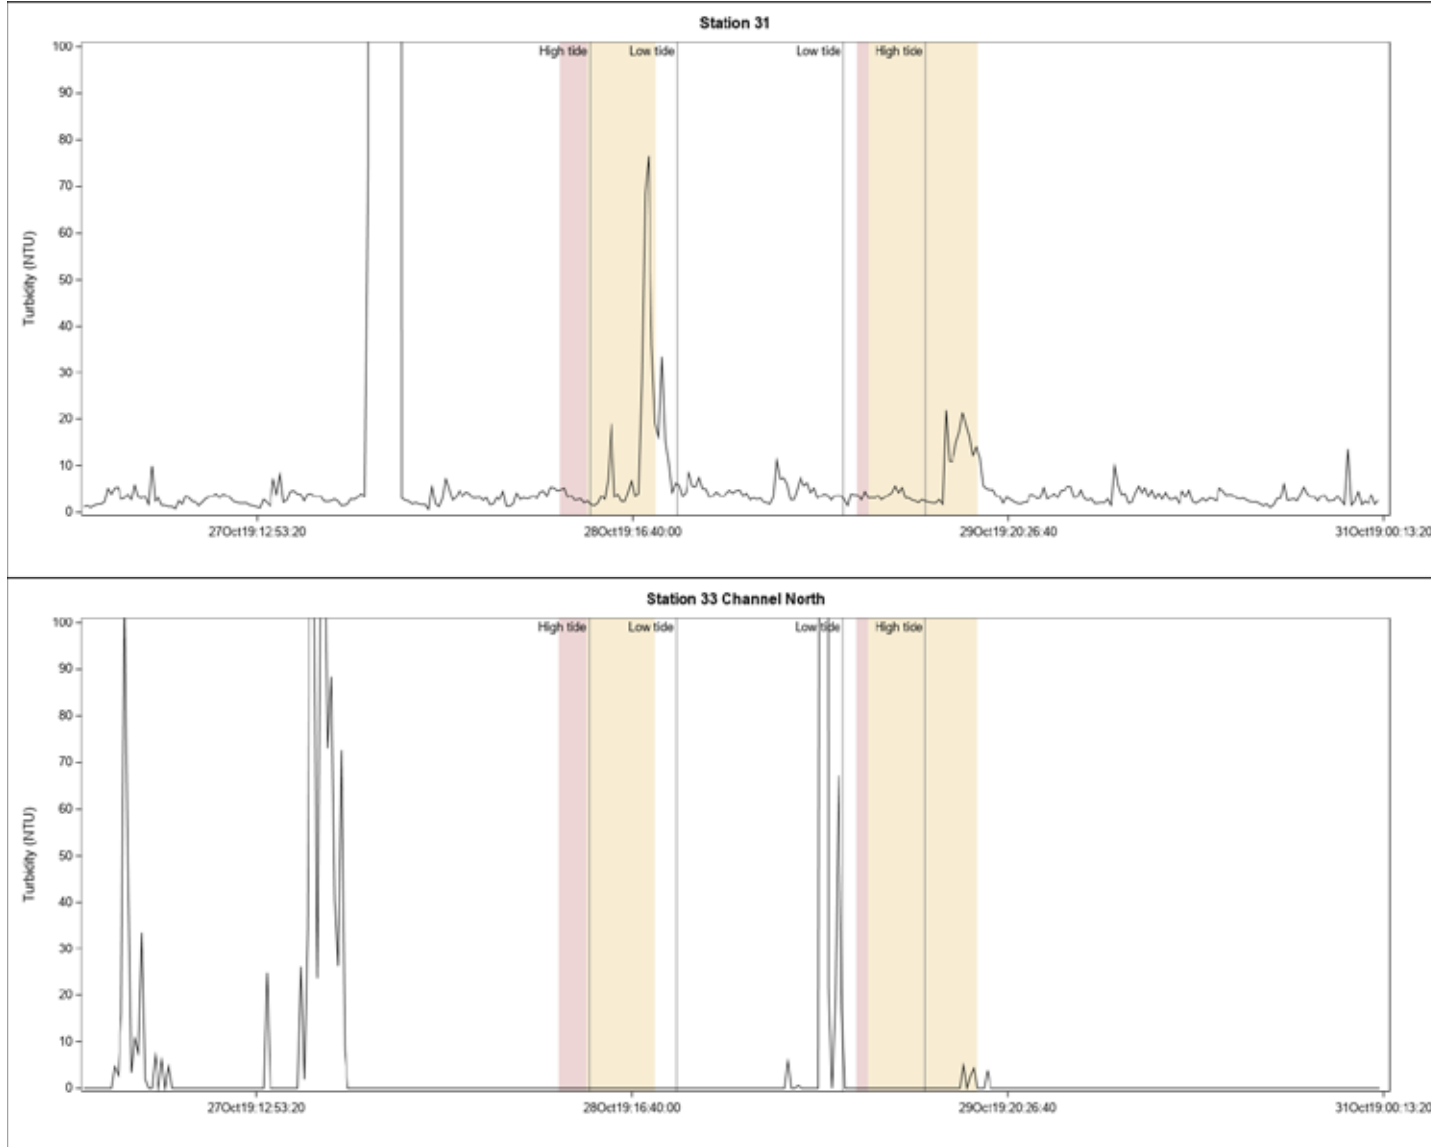 Station 31
100
High tide
Low tide
Low tide
High tide
90
80
70
60
50
40
30
20
10
0
Turbidity (NTU)
27Oct19:12:53:20
28Oct19:16:40:00
29Oct19:20:26:40
31Oct19:00:13:20
Station 33 Channel North
100
High tide
Low tide
Low tide
High tide
90
80
70
60
50
40
30
20
10
0
Turbidity (NTU)
27Oct19:12:53:20
28Oct19:16:40:00
29Oct19:20:26:40
31Oct19:00:13:20